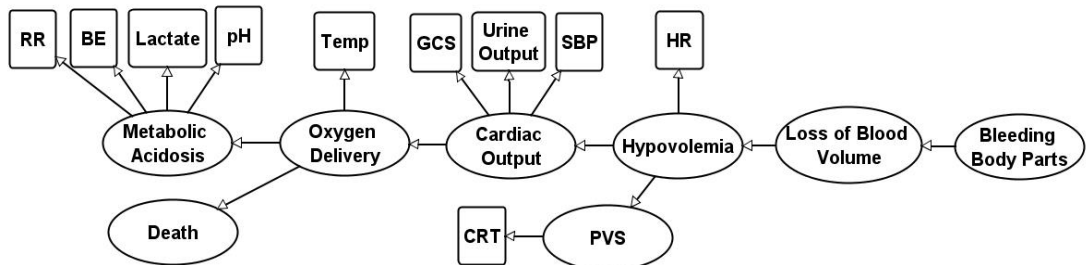 RR
BE
Lactate
pH
Temp
GCS
Urine
Output
SBP
HR
Metabolic
Acidosis
Oxygen
Delivery
Cardiac
Output
Hypovolemia
Loss of Blood
Volume
Bleeding
Body Parts
Death
CRT
PVS